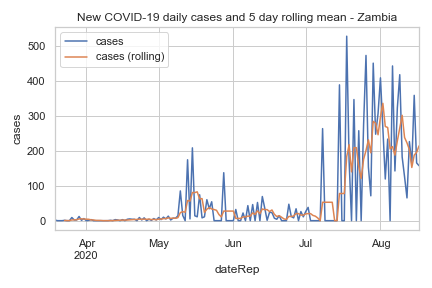 New COVID-19 daily cases and 5 day rolling mean - Zambia
cases
cases (rolling)
500
400
300
200
100
0
cases
Apr
2020
May
Jun
Jul
Aug
dateRep